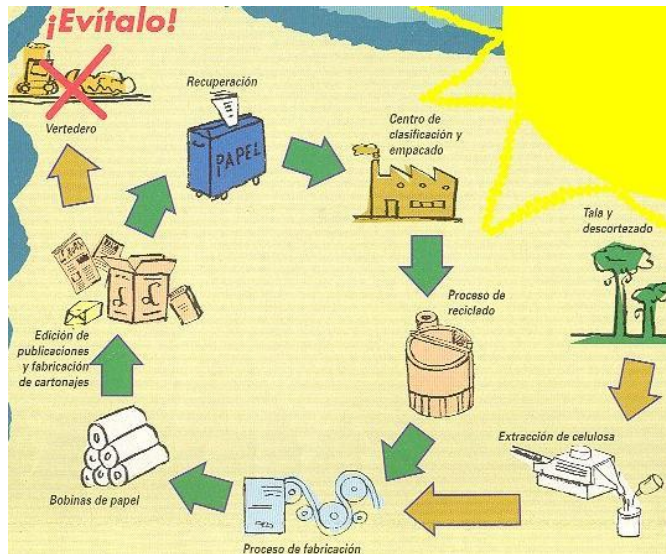 ¡Evítalo!
Vertedero
Recuperación
PAPEL
Centro de
clasificación y
empacado
Tala y
descortezado
Proceso de
reciclado
Extracción de celulosa
Proceso de fabricación
Bobinas de papel
Edición de
publicaciones
y fabricación
de cartonajes